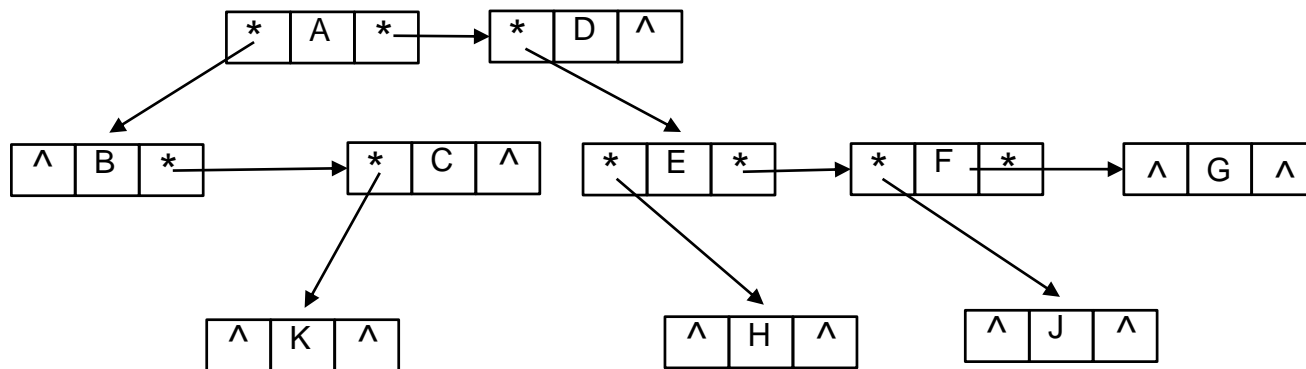 * A * * D ^
^ B * * C ^ * E * * F * ^ G ^
^ K ^ ^ H ^ ^ J ^